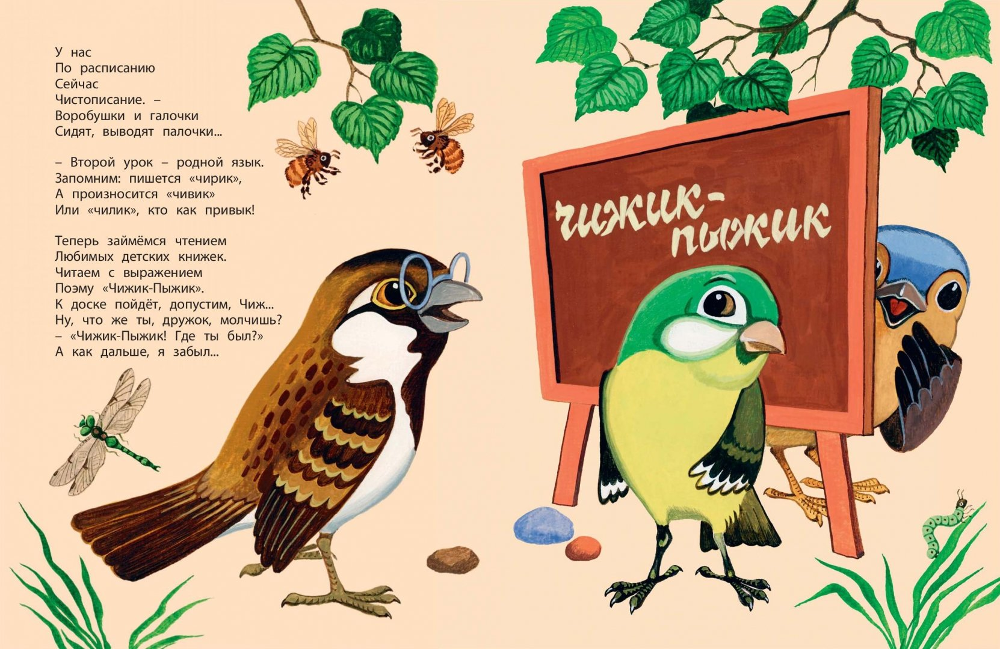 У нас
По расписанию
Сейчас
Чистописание. –
Воробушки и галочки
Сидят, выводят палочки...
– Второй урок – родной язык.
Запомним: пишется «чирик»,
А произносится «чивик»
Или «чилик», кто как привык!
Теперь займёмся чтением
Любимых детских книжек.
Читаем с выражением
Поэму «Чижик-Пыжик».
К доске пойдёт, допустим, Чиж...
Ну, что же ты, дружок, молчишь?
– «Чижик-Пыжик! Где ты был?»
А как дальше, я забыл...
чижик-
пыжик